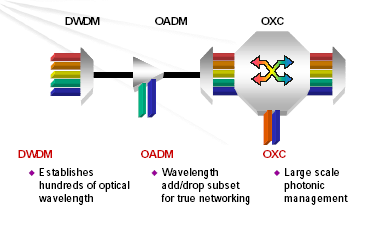 DWDM OADM OXC
DWDM
◆ Establishes
hundreds of optical
wavelength
OADM
◆ Wavelength
add/drop subset
for true networking
OXC
◆ Large scale
photonic
management